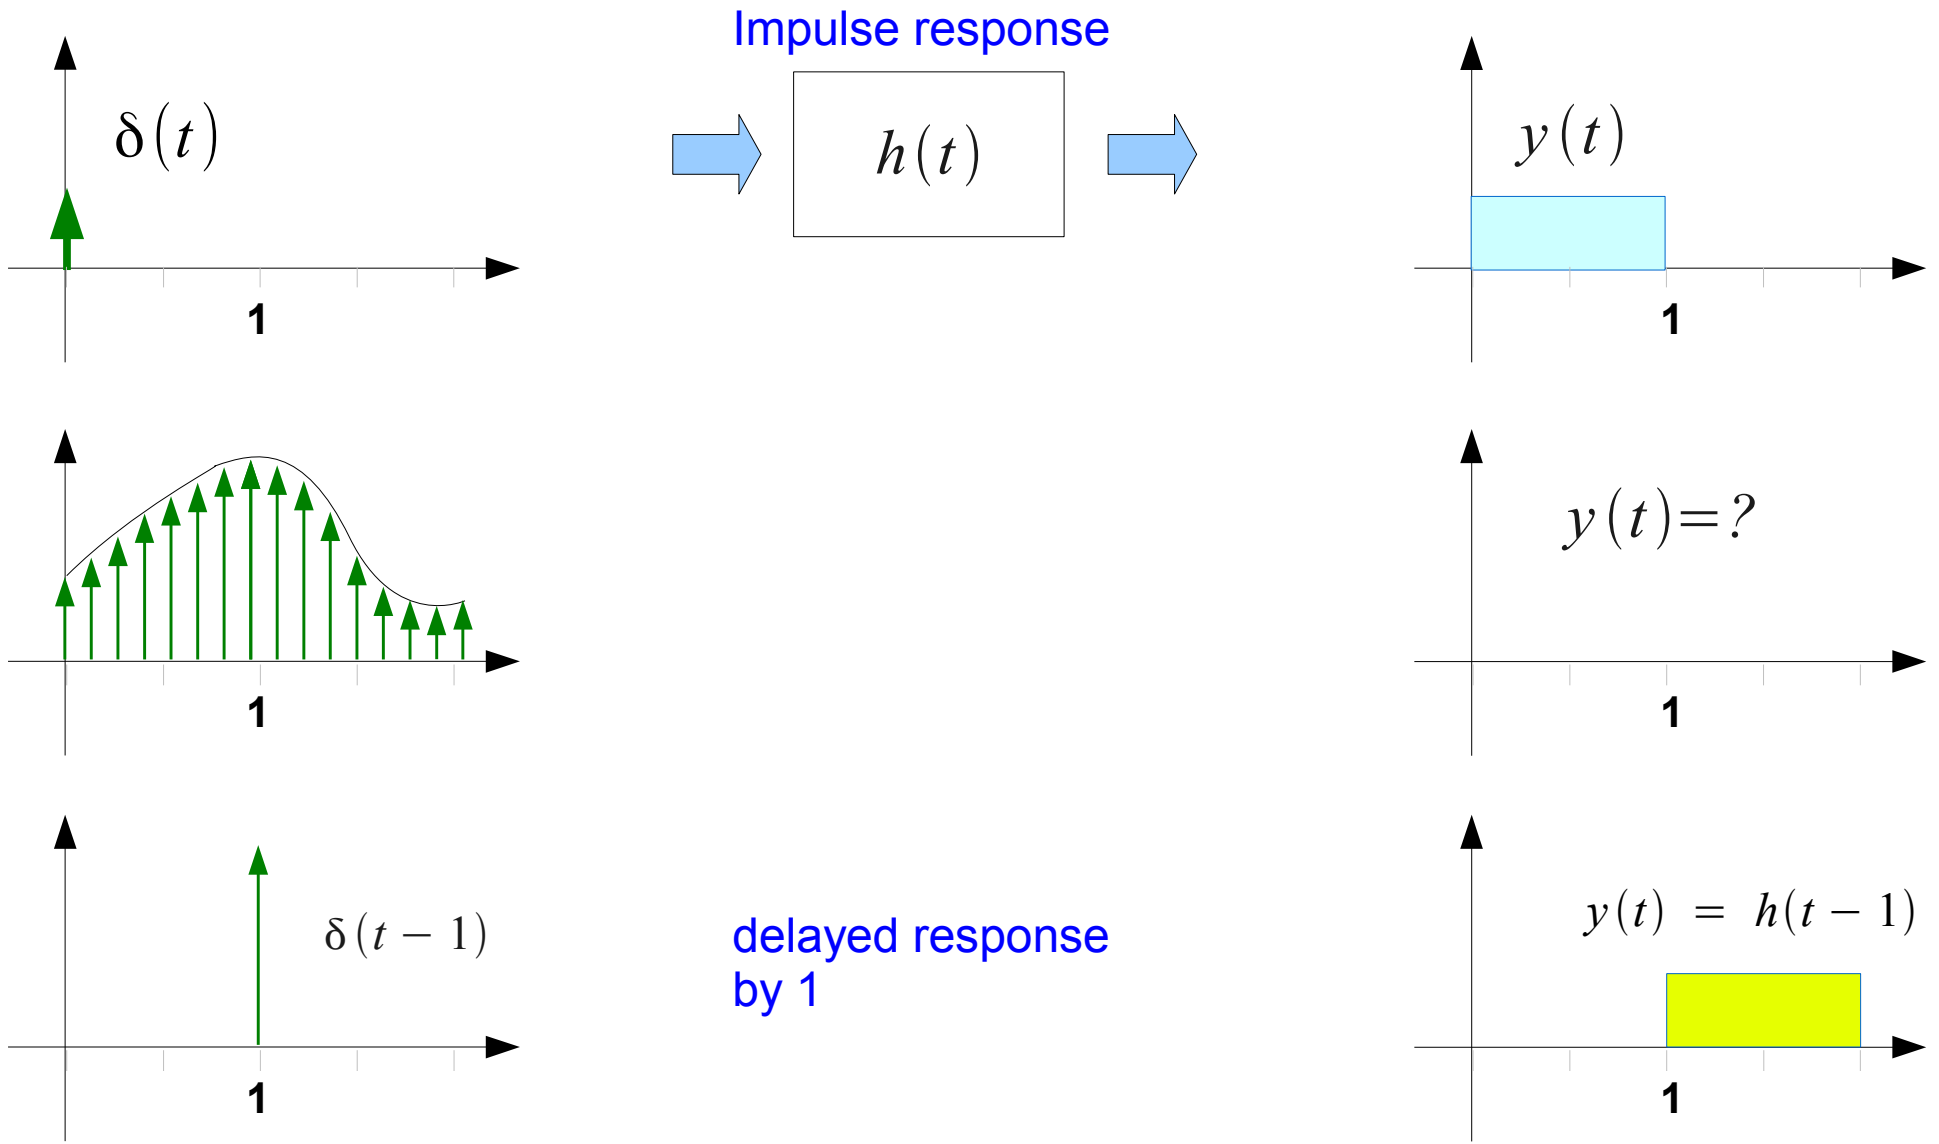 Impulse response
δ(t)
h(t)
y(t)
1
1
y(t)=?
1
1
δ(t − 1)
delayed response
by 1
y(t) = h(t − 1)
1
1